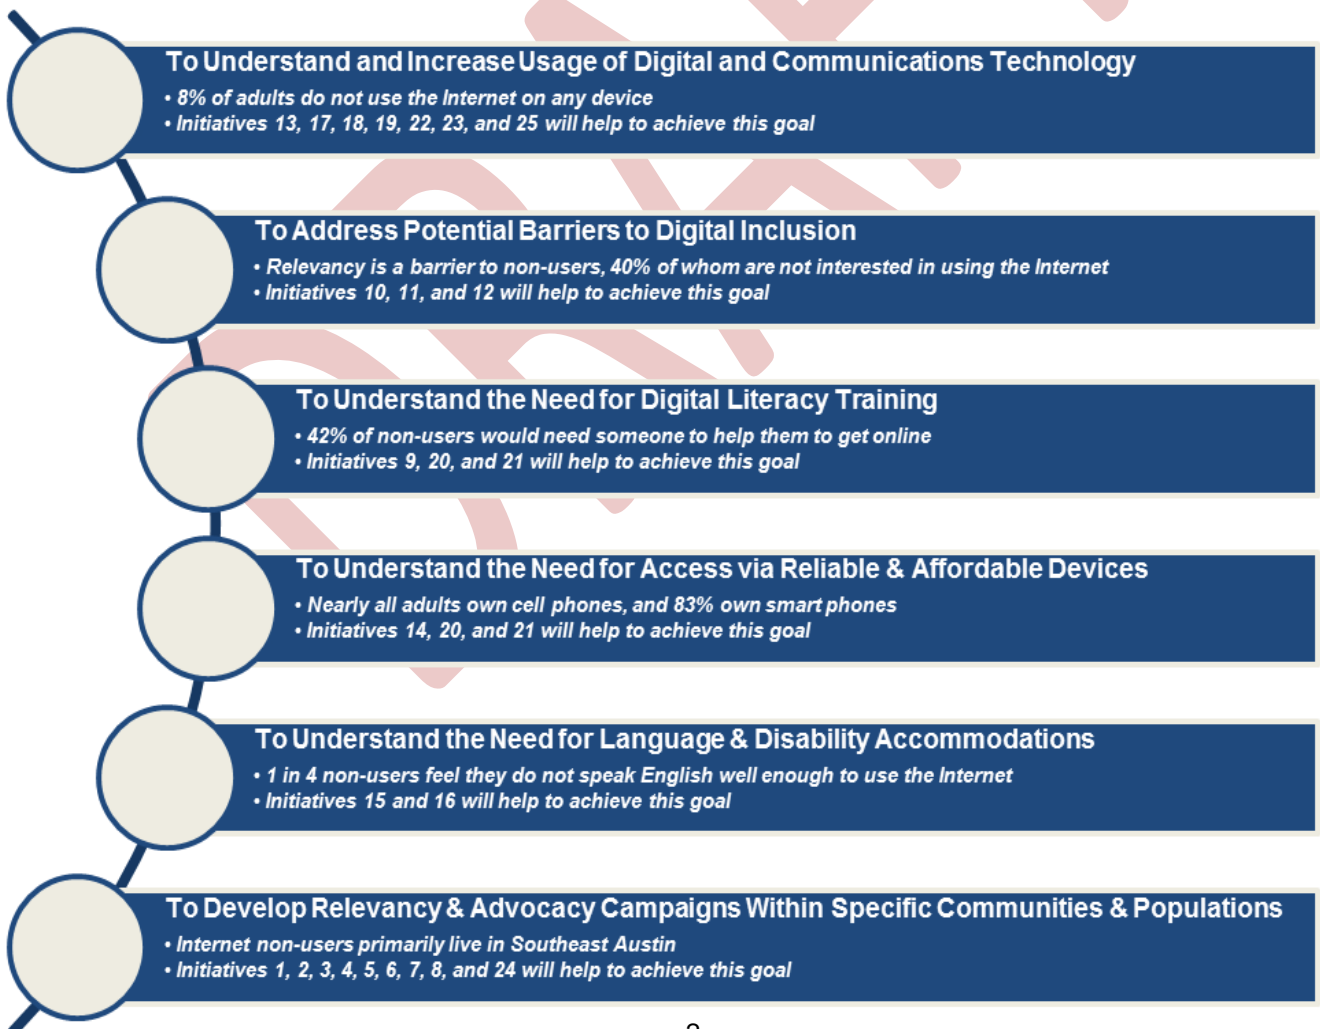 To Understand and Increase Usage of Digital and Communications Technology
• 8% of adults do not use the Internet on any device
• Initiatives 13, 17, 18, 19, 22, 23, and 25 will help to achieve this goal
To Address Potential Barriers to Digital Inclusion
• Relevancy is a barrier to non-users, 40% of whom are not interested in using the Internet
• Initiatives 10, 11, and 12 will help to achieve this goal
To Understand the Need for Digital Literacy Training
• 42% of non-users would need someone to help them to get online
• Initiatives 9, 20, and 21 will help to achieve this goal
To Understand the Need for Access via Reliable & Affordable Devices
• Nearly all adults own cell phones, and 83% own smart phones
• Initiatives 14, 20, and 21 will help to achieve this goal
To Understand the Need for Language & Disability Accommodations
• 1 in 4 non-users feel they do not speak English well enough to use the Internet
• Initiatives 15 and 16 will help to achieve this goal
To Develop Relevancy & Advocacy Campaigns Within Specific Communities & Populations
• Internet non-users primarily live in Southeast Austin
• Initiatives 1, 2, 3, 4, 5, 6, 7, 8, and 24 will help to achieve this goal